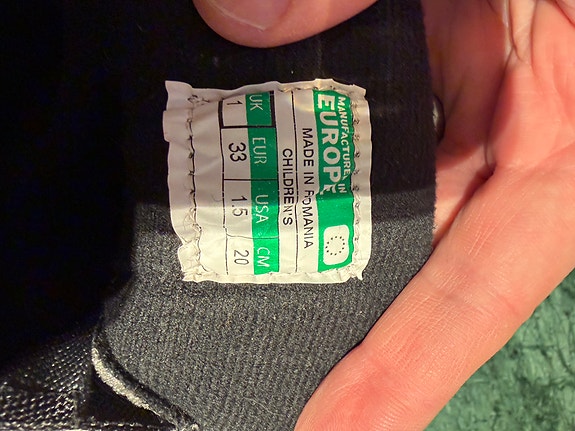 MANUFACTURED IN
EUROPE
MADE IN ROMANIA
CHILDREN'S
UK EUR USA CM
1 33 1.5 20